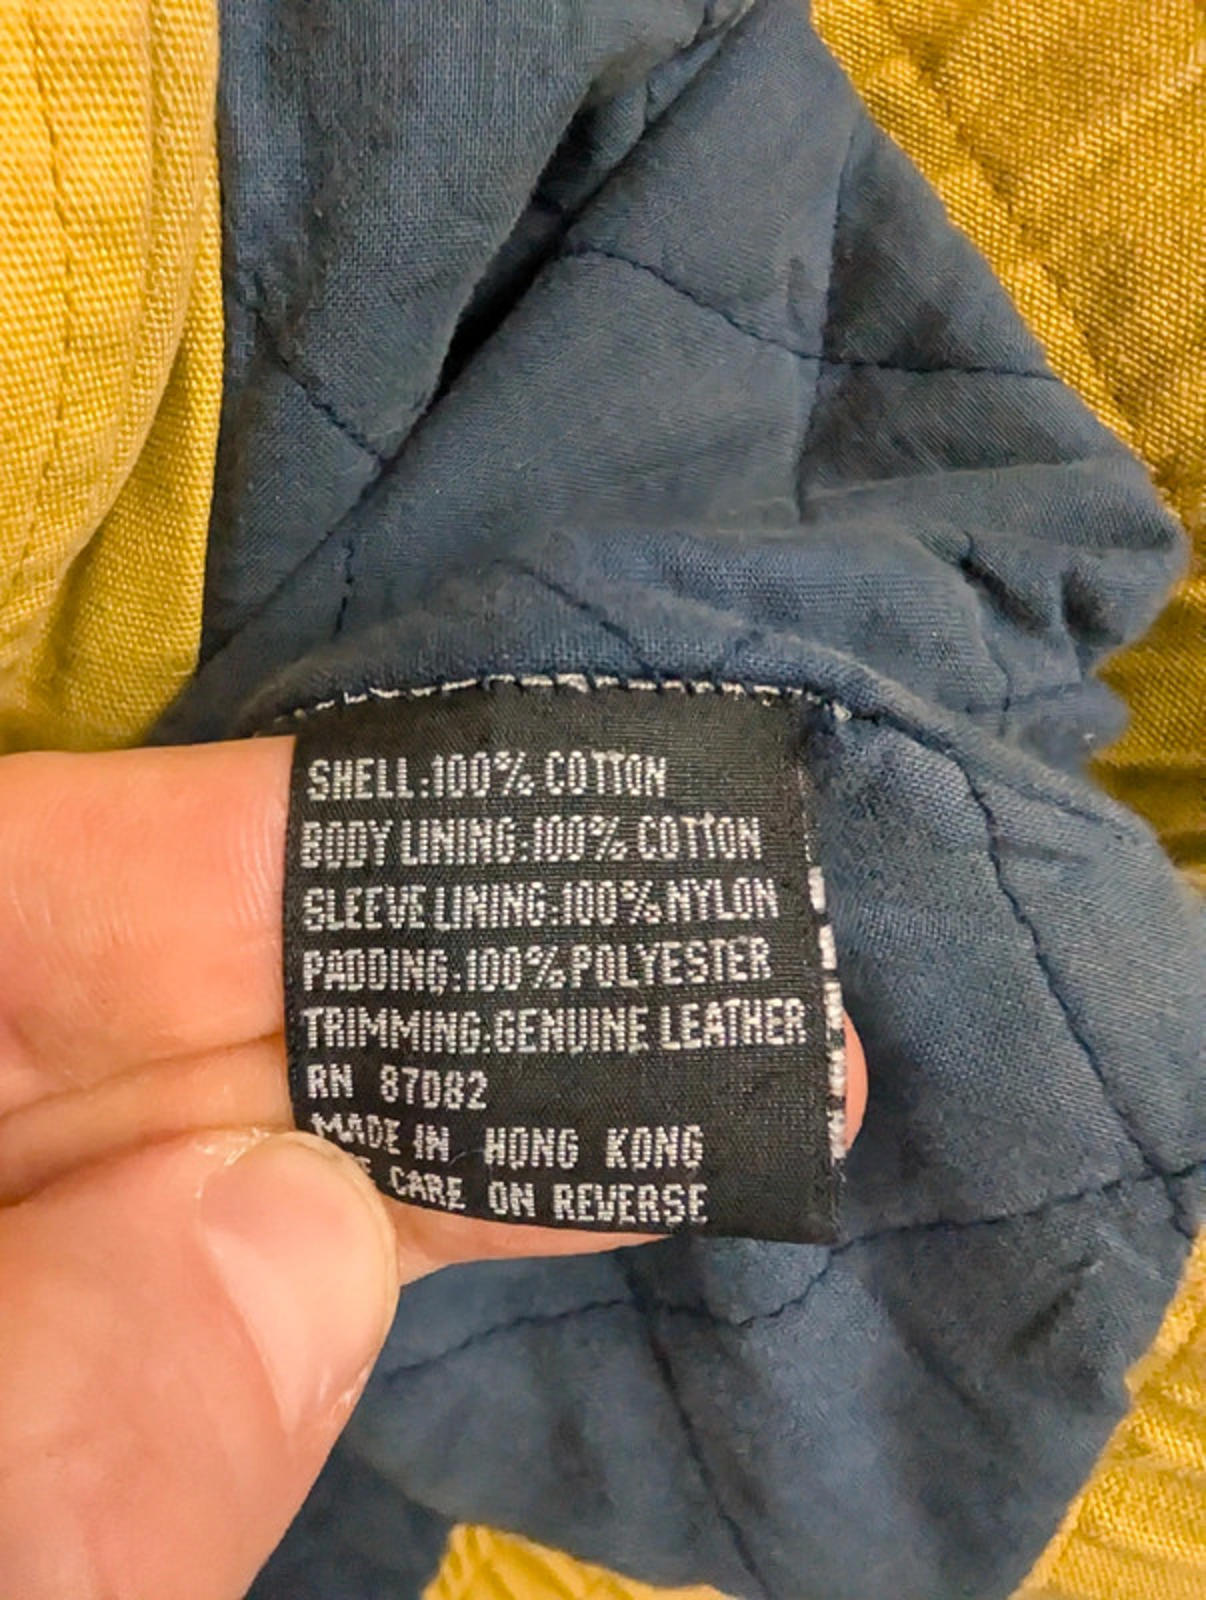 SHELL:100% COTTON
BODY LINING:100% COTTON
SLEEVE LINING:100% NYLON
PADDING:100% POLYESTER
TRIMMING:GENUINE LEATHER
RN 87082
MADE IN HONG KONG
CARE ON REVERSE